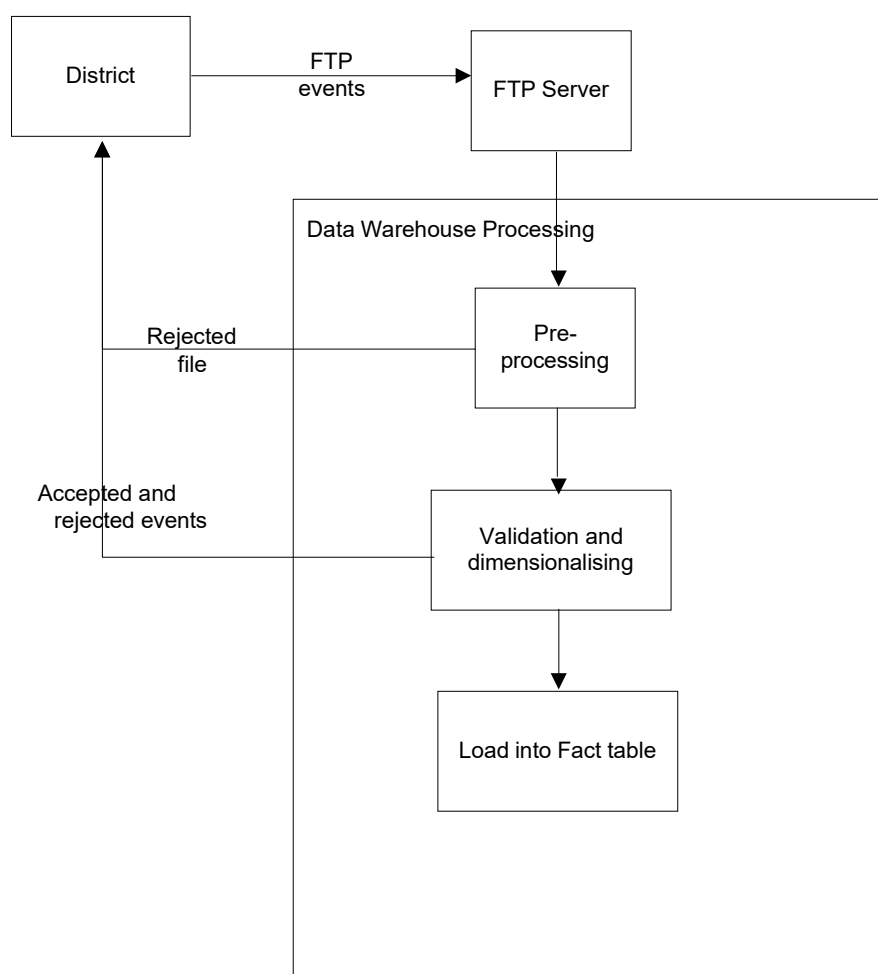 District
FTP
events
FTP Server
Data Warehouse Processing
Pre-
processing
Rejected
file
Accepted and
rejected events
Validation and
dimensionalising
Load into Fact table